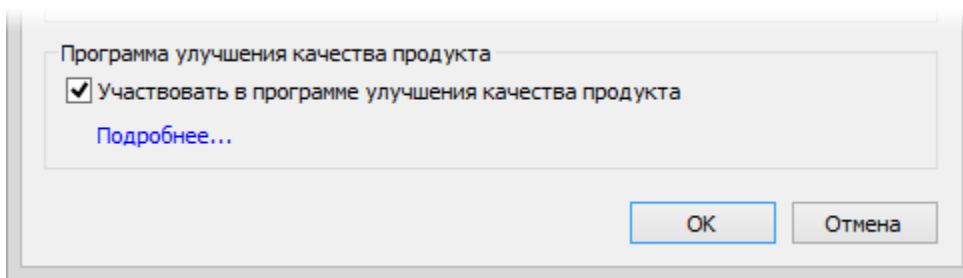 Программа улучшения качества продукта
Участвовать в программе улучшения качества продукта
Подробнее...
OK
Отмена